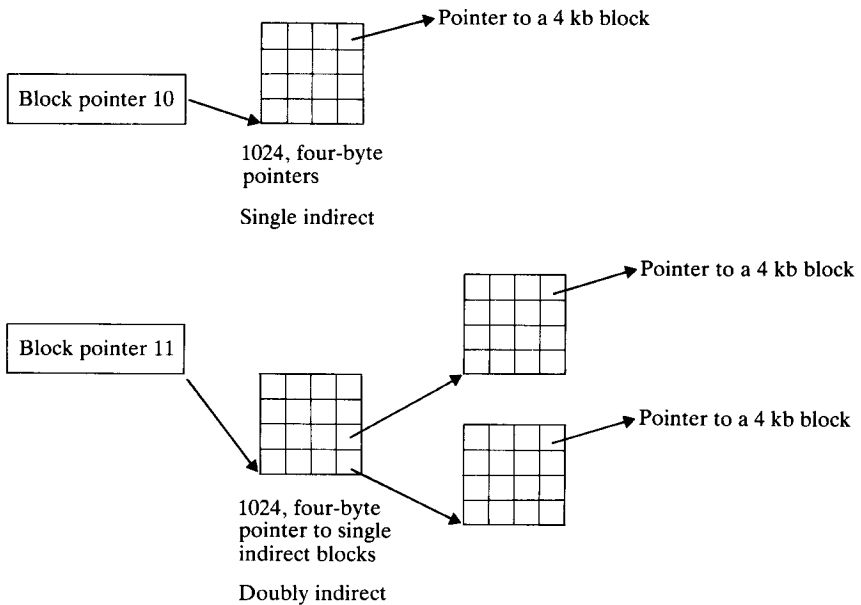 Pointer to a 4 kb block
Block pointer 10
1024, four-byte
pointers
Single indirect
Pointer to a 4 kb block
Block pointer 11
Pointer to a 4 kb block
1024, four-byte
pointer to single
indirect blocks
Doubly indirect